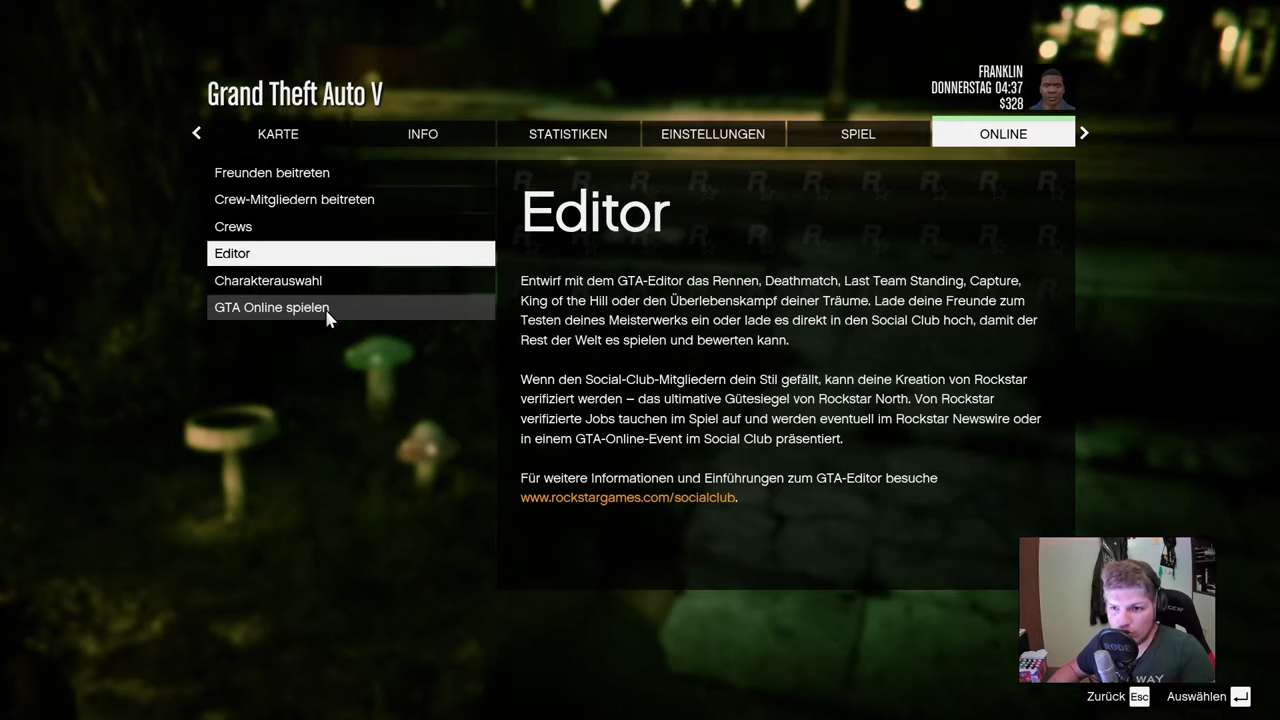 Grand Theft Auto V
FRANKLIN
DONNERSTAG 04:37
$328
KARTE INFO STATISTIKEN EINSTELLUNGEN SPIEL ONLINE
Freunden beitreten
Crew-Mitgliedern beitreten
Crews
Editor
Charakterauswahl
GTA Online spielen
Editor
Entwirf mit dem GTA-Editor das Rennen, Deathmatch, Last Team Standing, Capture,
King of the Hill oder den Überlebenskampf deiner Träume. Lade deine Freunde zum
Testen deines Meisterwerks ein oder lade es direkt in den Social Club hoch, damit der
Rest der Welt es spielen und bewerten kann.
Wenn den Social-Club-Mitgliedern dein Stil gefällt, kann deine Kreation von Rockstar
verifiziert werden – das ultimative Gütesiegel von Rockstar North. Von Rockstar
verifizierte Jobs tauchen im Spiel auf und werden eventuell im Rockstar Newswire oder
in einem GTA-Online-Event im Social Club präsentiert.
Für weitere Informationen und Einführungen zum GTA-Editor besuche
www.rockstargames.com/socialclub.
RODE
WAY
Zurück Esc Auswählen